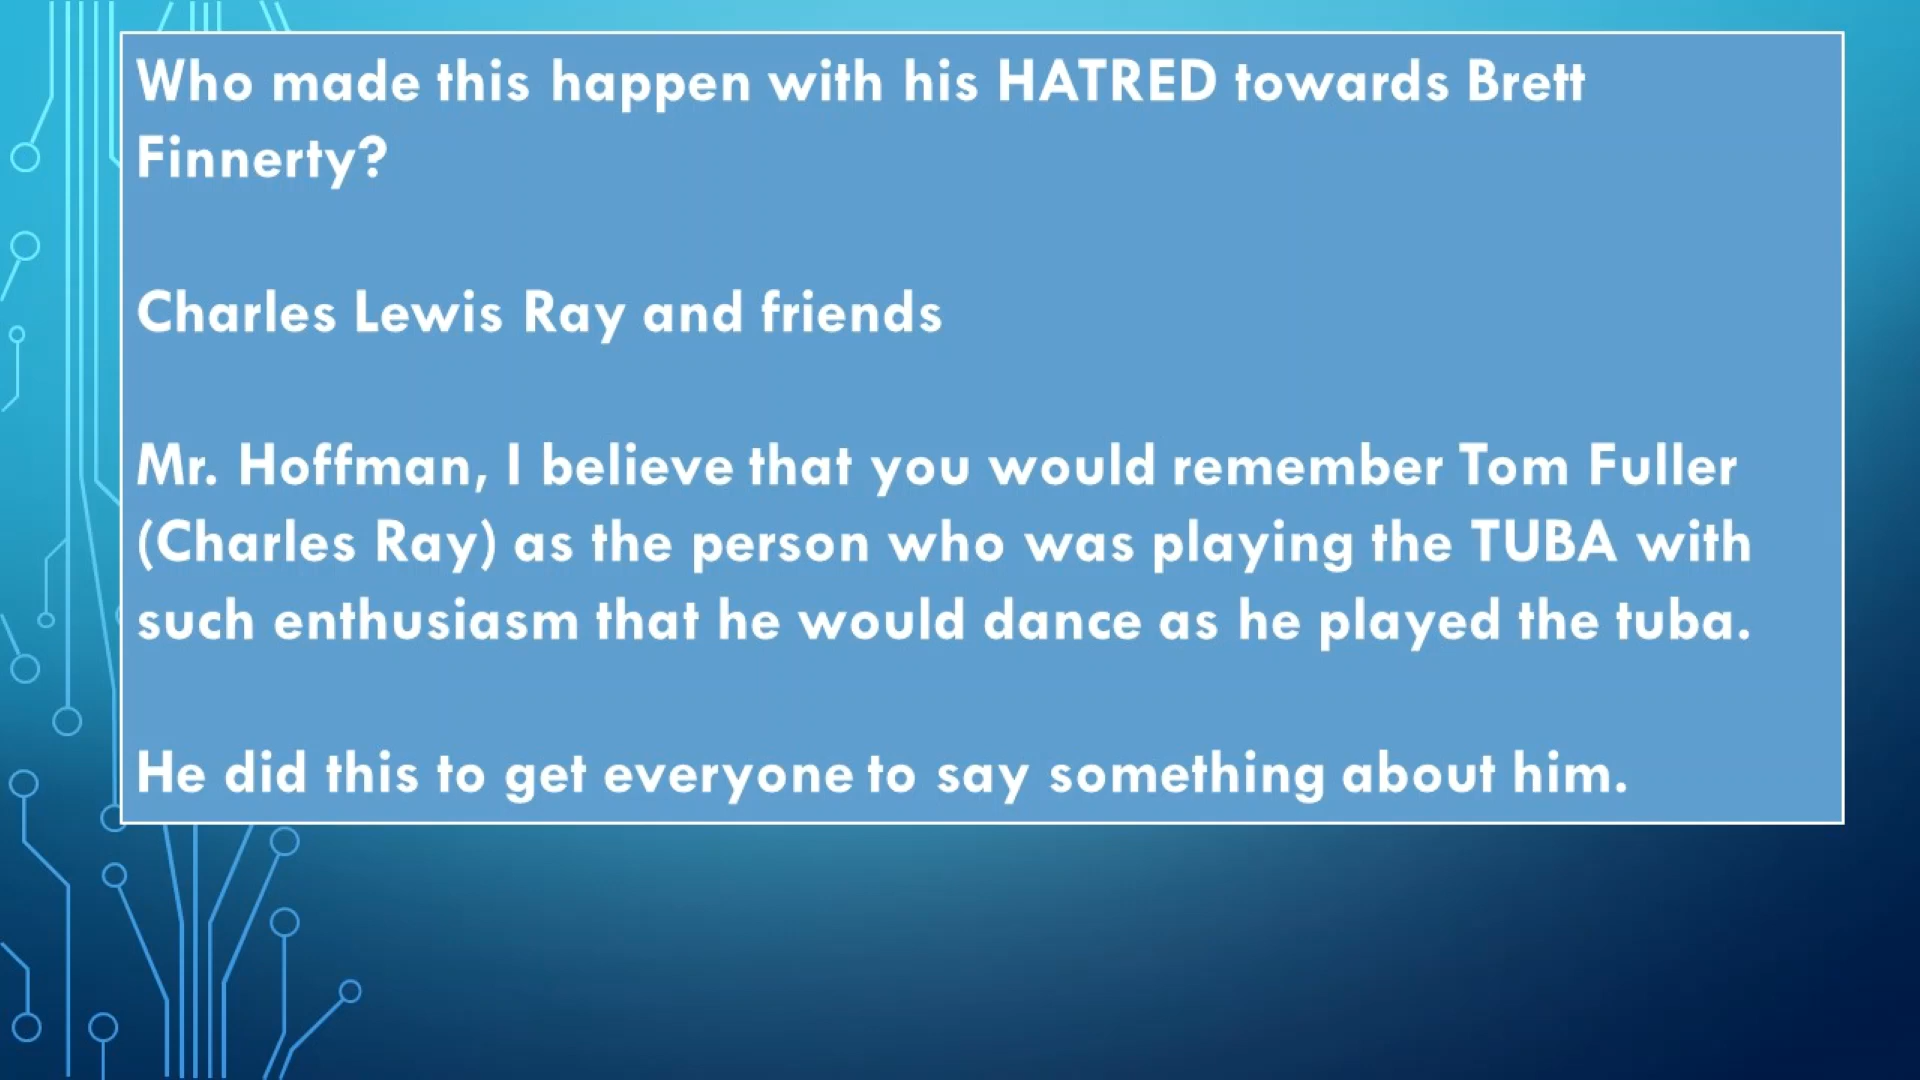 Who made this happen with his HATRED towards Brett
Finnerty?
Charles Lewis Ray and friends
Mr. Hoffman, I believe that you would remember Tom Fuller
(Charles Ray) as the person who was playing the TUBA with
such enthusiasm that he would dance as he played the tuba.
He did this to get everyone to say something about him.